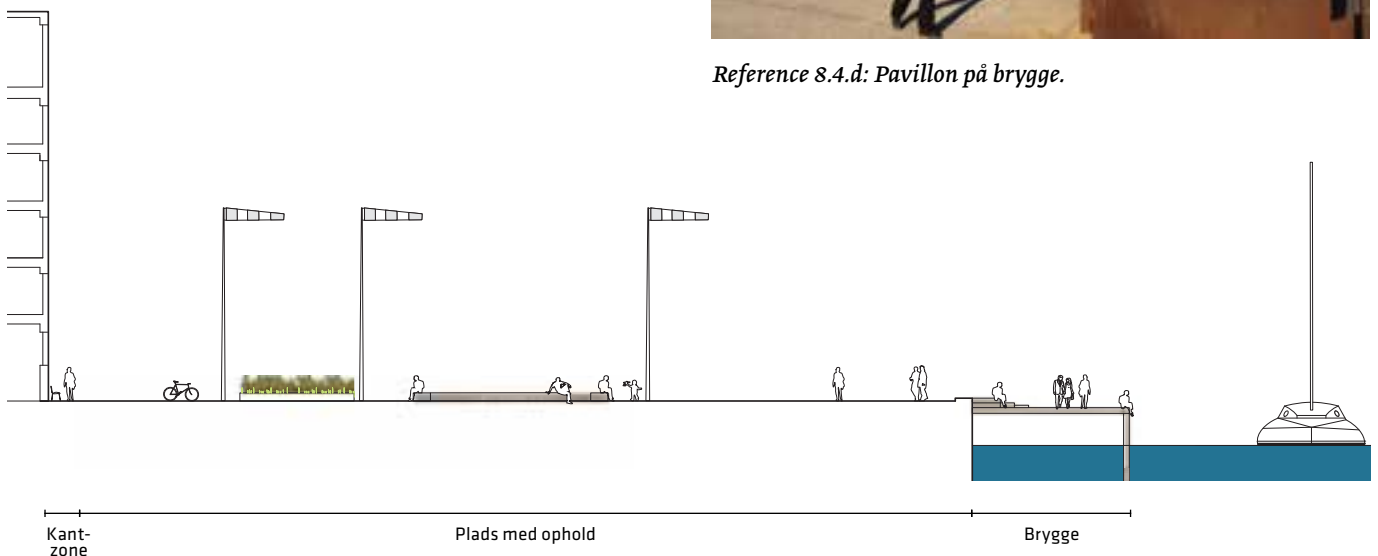 Reference 8.4.d: Pavillon på brygge.
Kant-
zone
Plads med ophold
Brygge